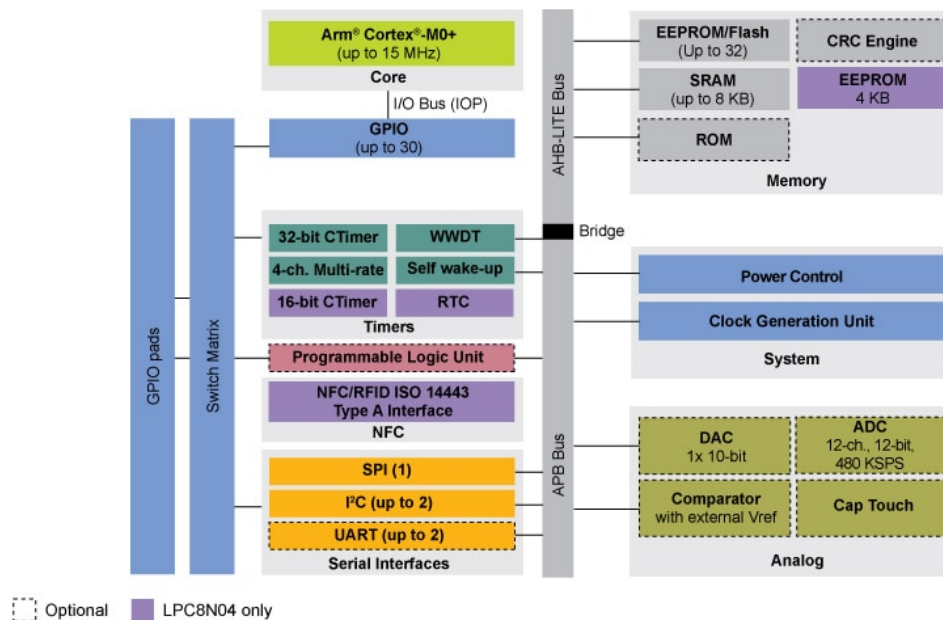 Arm® Cortex®-M0+
(up to 15 MHz)
Core
I/O Bus (IOP)
GPIO
(up to 30)
GPIO pads
Switch Matrix
32-bit CTimer
WWDT
4-ch. Multi-rate
Self wake-up
16-bit CTimer
RTC
Timers
Programmable Logic Unit
NFC/RFID ISO 14443
Type A Interface
NFC
SPI (1)
I²C (up to 2)
UART (up to 2)
Serial Interfaces
AHB-LITE Bus
Bridge
APB Bus
EEPROM/Flash
(Up to 32)
CRC Engine
SRAM
(up to 8 KB)
EEPROM
4 KB
ROM
Memory
Power Control
Clock Generation Unit
System
DAC
1x 10-bit
ADC
12-ch., 12-bit,
480 KSPS
Comparator
with external Vref
Cap Touch
Analog
Optional
LPC8N04 only